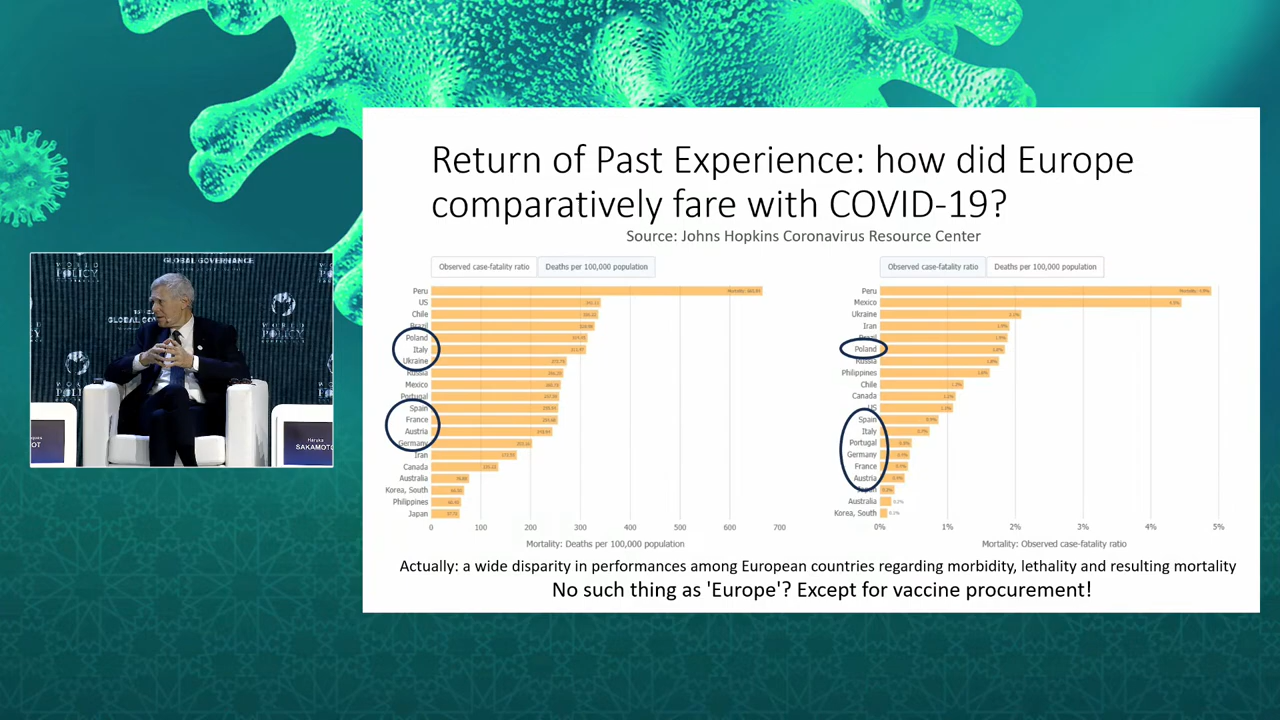 Return of Past Experience: how did Europe
comparatively fare with COVID-19?
Source: Johns Hopkins Coronavirus Resource Center
Observed case-fatality ratio
Deaths per 100,000 population
Peru
US
Chile
Brazil
Poland
Italy
Ukraine
Russia
Mexico
Portugal
Spain
France
Austria
Germany
Iran
Canada
Australia
Korea, South
Philippines
Japan
0 100 200 300 400 500 600 700
Mortality: Deaths per 100,000 population
Observed case-fatality ratio
Deaths per 100,000 population
Peru
Mexico
Ukraine
Iran
Brazil
Poland
Russia
Philippines
Chile
Canada
US
Spain
Italy
Portugal
Germany
France
Austria
Japan
Australia
Korea, South
0% 1% 2% 3% 4% 5%
Mortality: Observed case-fatality ratio
Actually: a wide disparity in performances among European countries regarding morbidity, lethality and resulting mortality
No such thing as 'Europe'? Except for vaccine procurement!
GLOBAL GOVERNANCE
WORLD
POLICY
Haruka
SAKAMOTO